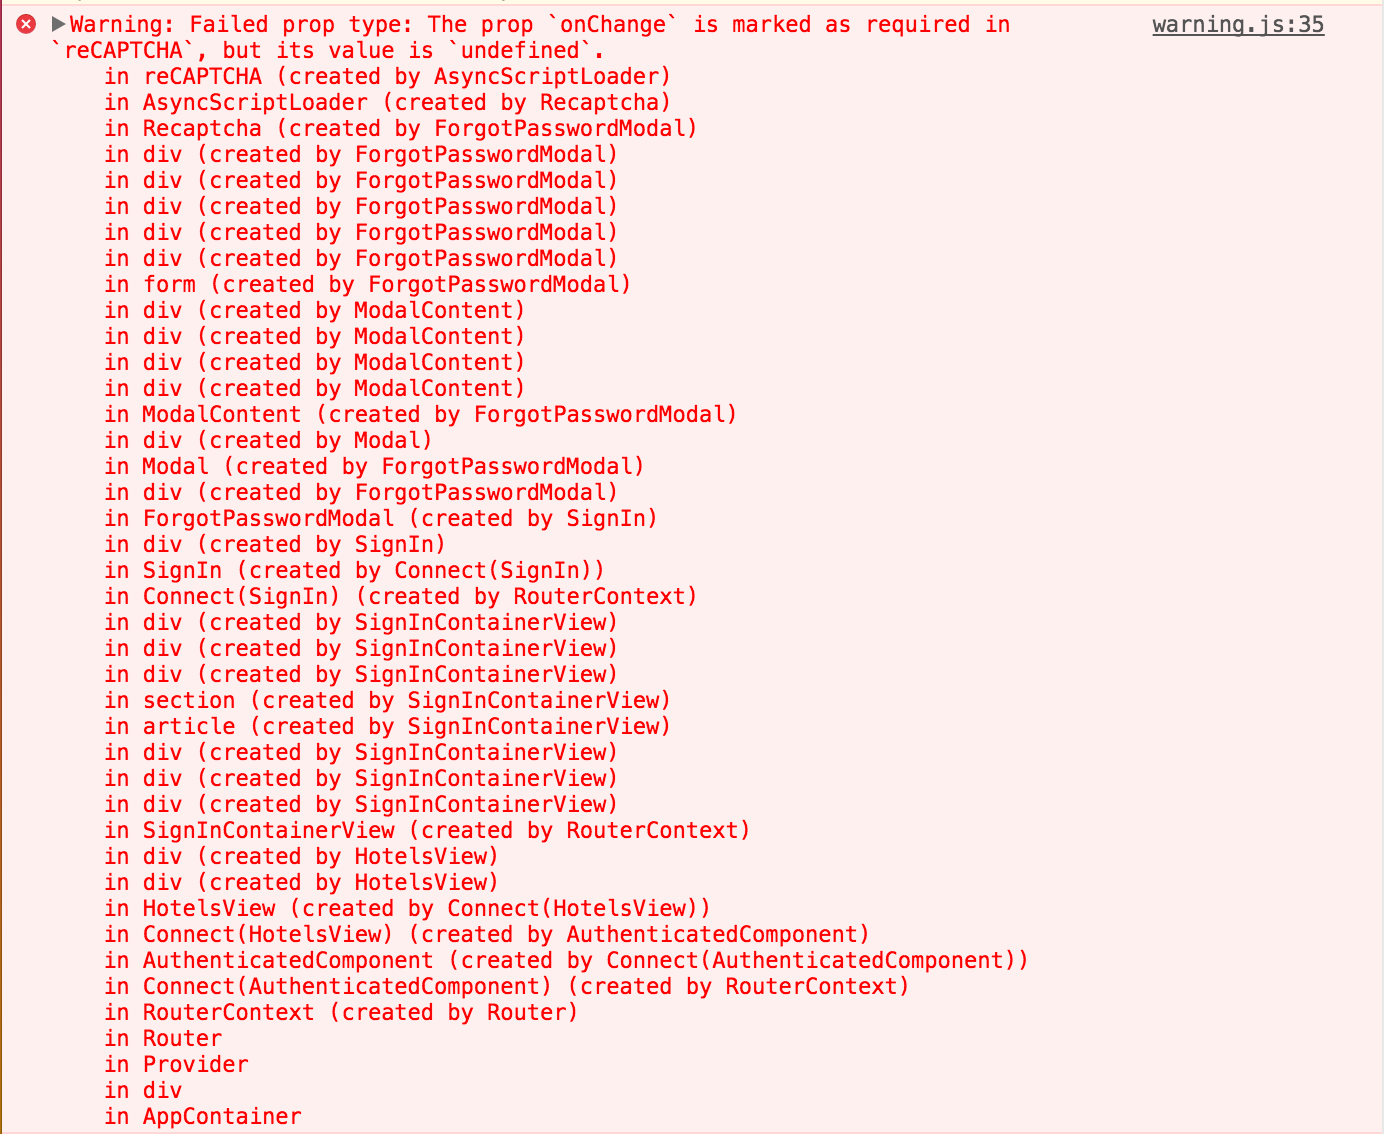 ▶Warning: Failed prop type: The prop `onChange` is marked as required in warning.js:35
`reCAPTCHA`, but its value is `undefined`.
in reCAPTCHA (created by AsyncScriptLoader)
in AsyncScriptLoader (created by Recaptcha)
in Recaptcha (created by ForgotPasswordModal)
in div (created by ForgotPasswordModal)
in div (created by ForgotPasswordModal)
in div (created by ForgotPasswordModal)
in div (created by ForgotPasswordModal)
in div (created by ForgotPasswordModal)
in form (created by ForgotPasswordModal)
in div (created by ModalContent)
in div (created by ModalContent)
in div (created by ModalContent)
in div (created by ModalContent)
in ModalContent (created by ForgotPasswordModal)
in div (created by Modal)
in Modal (created by ForgotPasswordModal)
in div (created by ForgotPasswordModal)
in ForgotPasswordModal (created by SignIn)
in div (created by SignIn)
in SignIn (created by Connect(SignIn))
in Connect(SignIn) (created by RouterContext)
in div (created by SignInContainerView)
in div (created by SignInContainerView)
in div (created by SignInContainerView)
in section (created by SignInContainerView)
in article (created by SignInContainerView)
in div (created by SignInContainerView)
in div (created by SignInContainerView)
in div (created by SignInContainerView)
in SignInContainerView (created by RouterContext)
in div (created by HotelsView)
in div (created by HotelsView)
in HotelsView (created by Connect(HotelsView))
in Connect(HotelsView) (created by AuthenticatedComponent)
in AuthenticatedComponent (created by Connect(AuthenticatedComponent))
in Connect(AuthenticatedComponent) (created by RouterContext)
in RouterContext (created by Router)
in Router
in Provider
in div
in AppContainer